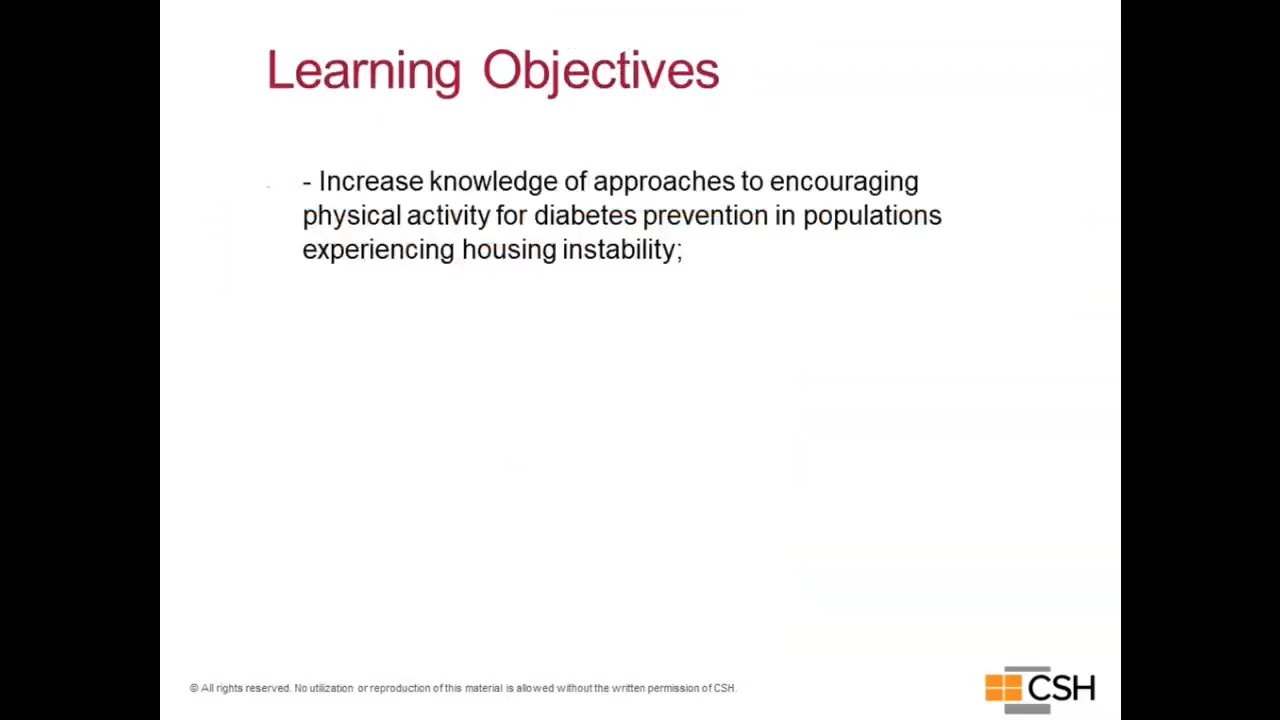 Learning Objectives
- Increase knowledge of approaches to encouraging
physical activity for diabetes prevention in populations
experiencing housing instability;
© All rights reserved. No utilization or reproduction of this material is allowed without the written permission of CSH.
CSH